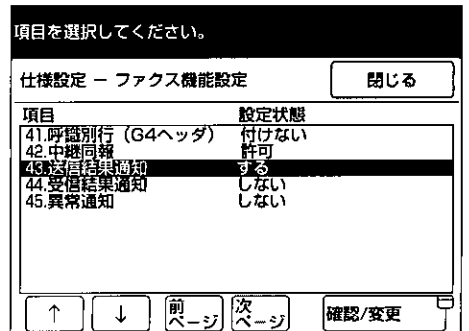 項目を選択してください。
仕様設定 － ファクス機能設定
閉じる
項目 設定状態
41.呼識別行（G4ヘッダ） 付けない
42.中継同報 許可
43.送信結果通知 する
44.受信結果通知 しない
45.異常通知 しない
↑ ↓ 前ページ 次ページ 確認/変更